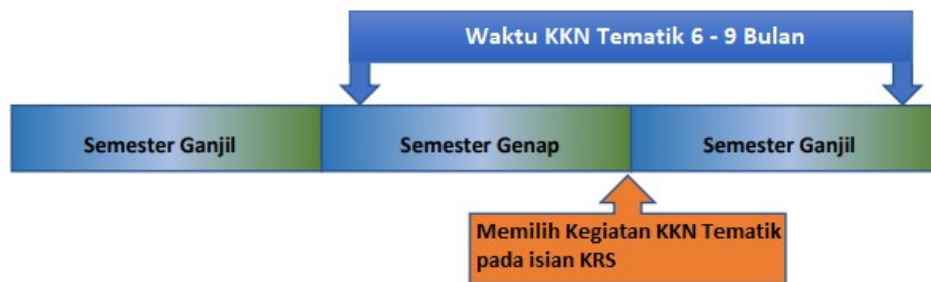 Waktu KKN Tematik 6 - 9 Bulan
Semester Ganjil
Semester Genap
Semester Ganjil
Memilih Kegiatan KKN Tematik
pada isian KRS